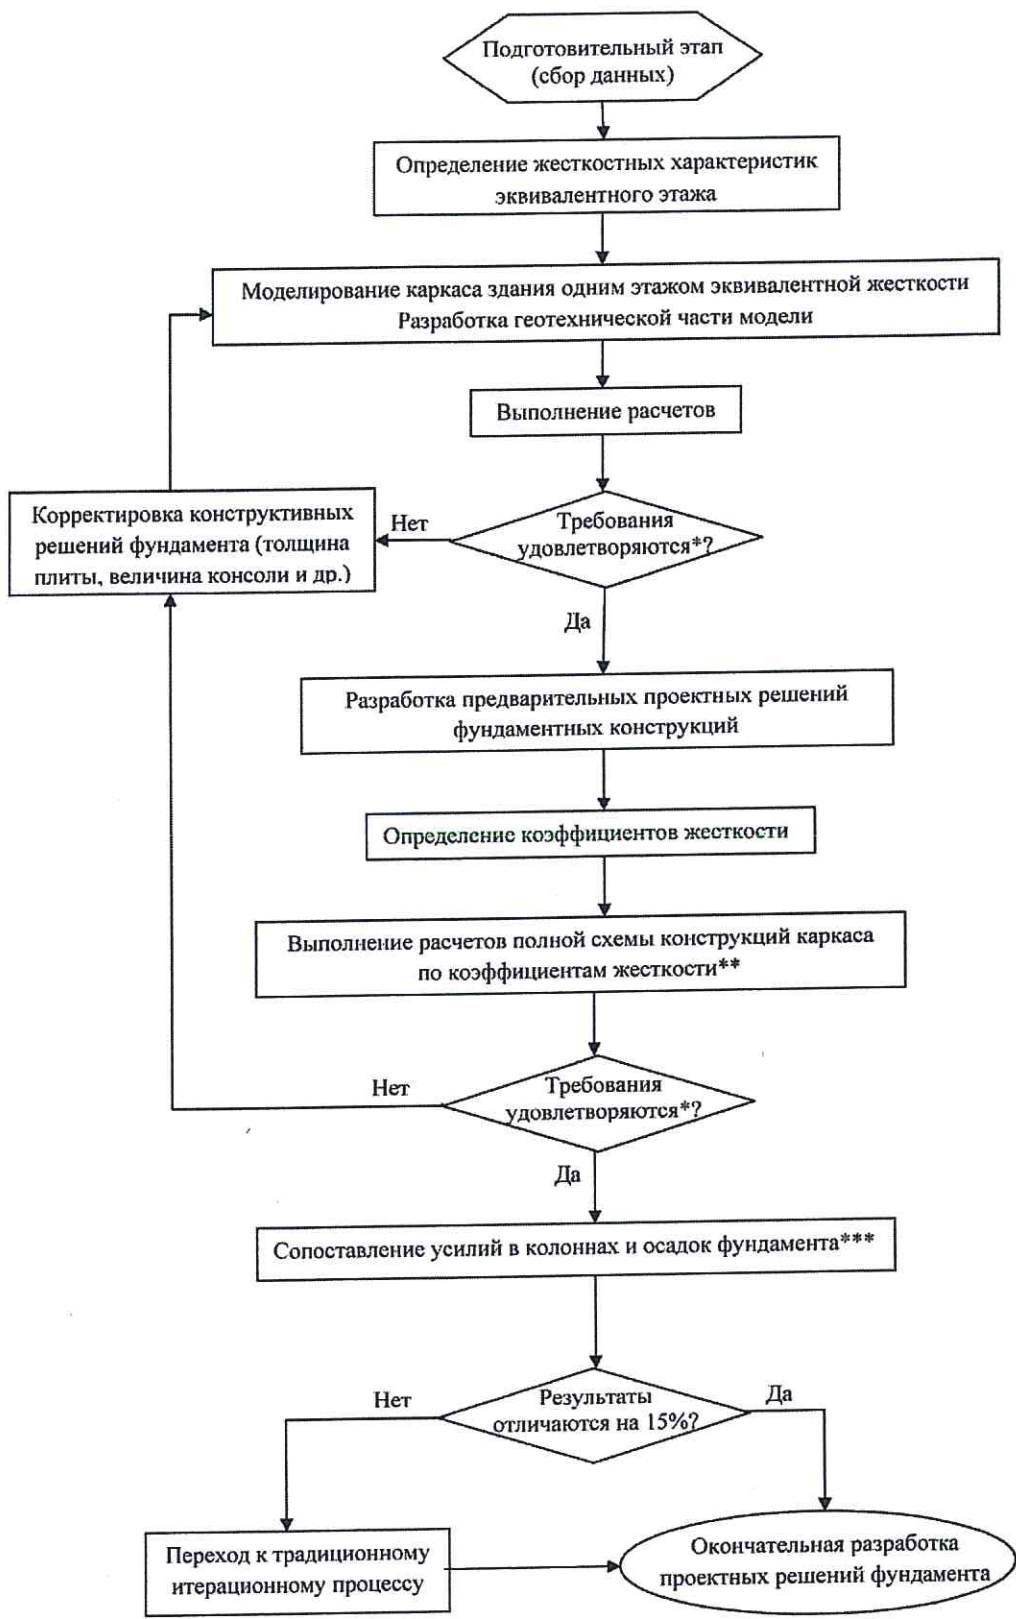 Подготовительный этап
(сбор данных)
Определение жесткостных характеристик
эквивалентного этажа
Моделирование каркаса здания одним этажом эквивалентной жесткости
Разработка геотехнической части модели
Выполнение расчетов
Корректировка конструктивных
решений фундамента (толщина
плиты, величина консоли и др.)
Нет
Требования
удовлетворяются*?
Да
Разработка предварительных проектных решений
фундаментных конструкций
Определение коэффициентов жесткости
Выполнение расчетов полной схемы конструкций каркаса
по коэффициентам жесткости**
Нет
Требования
удовлетворяются*?
Да
Сопоставление усилий в колоннах и осадок фундамента***
Нет
Результаты
отличаются на 15%?
Да
Переход к традиционному
итерационному процессу
Окончательная разработка
проектных решений фундамента